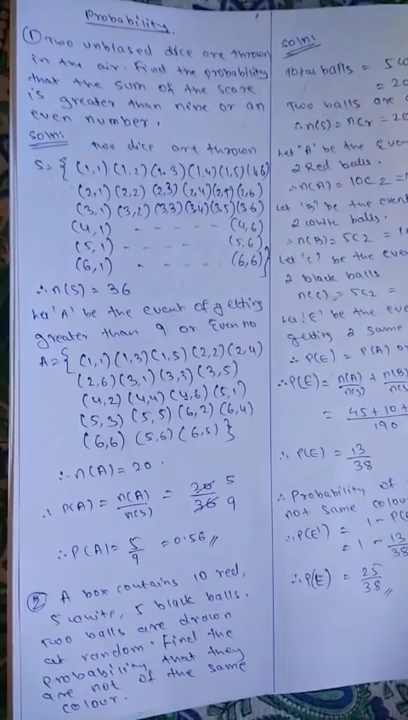 Probability.
① Two unbiased dice are thrown
in the air. Find the probability
that the sum of the score
is greater than nine or an
even number.
Soln:
Two dice are thrown
S = { (1,1) (1,2) (1,3) (1,4) (1,5) (1,6)
(2,1) (2,2) (2,3) (2,4) (2,5) (2,6)
(3,1) (3,2) (3,3) (3,4) (3,5) (3,6)
(4,1) - - - - - (4,6)
(5,1) - - - - - (5,6)
(6,1) - - - - - (6,6) }
∴ n(S) = 36
Let 'A' be the event of getting
greater than 9 or Even no
A = { (1,1) (1,3) (1,5) (2,2) (2,4)
(2,6) (3,1) (3,3) (3,5)
(4,2) (4,4) (4,6) (5,1)
(5,3) (5,5) (6,2) (6,4)
(6,6) (5,6) (6,5) }
∴ n(A) = 20
∴ P(A) = n(A)/n(S) = 20/36 5/9
∴ P(A) = 5/9 = 0.56 //
② A box contains 10 red,
5 white, 5 black balls.
Two balls are drawn
at random. Find the
probability, that they
are not of the same
colour.
Soln:
Total balls = 5
= 20
Two balls are
∴ n(S) = nCr = 20
Let 'A' be the Even
2 Red balls.
∴ n(A) = 10C2 =
Let 'B' be the event
2 white balls.
∴ n(B) = 5C2 = 1
Let 'C' be the eve
2 black balls
n(C) = 5C2 =
Let 'E' be the eve
getting 2 same
∴ P(E) = P(A) or
∴ P(E) = n(A)/n(S) + n(B)/n(S)
= 45 + 10 +/190
∴ P(E) = 13/38
∴ Probability of
not same colou
∴ P(E') = 1 - P(
= 1 - 13/38
∴ P(E) = 25/38 //